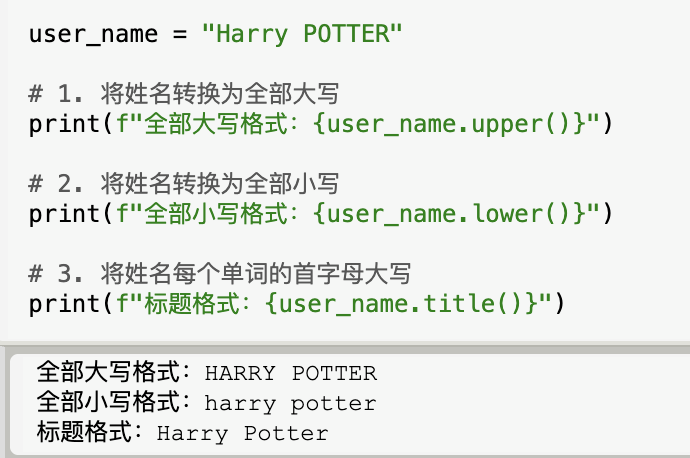 user_name = "Harry POTTER"
# 1. 将姓名转换为全部大写
print(f"全部大写格式：{user_name.upper()}")
# 2. 将姓名转换为全部小写
print(f"全部小写格式：{user_name.lower()}")
# 3. 将姓名每个单词的首字母大写
print(f"标题格式：{user_name.title()}")
全部大写格式：HARRY POTTER
全部小写格式：harry potter
标题格式：Harry Potter